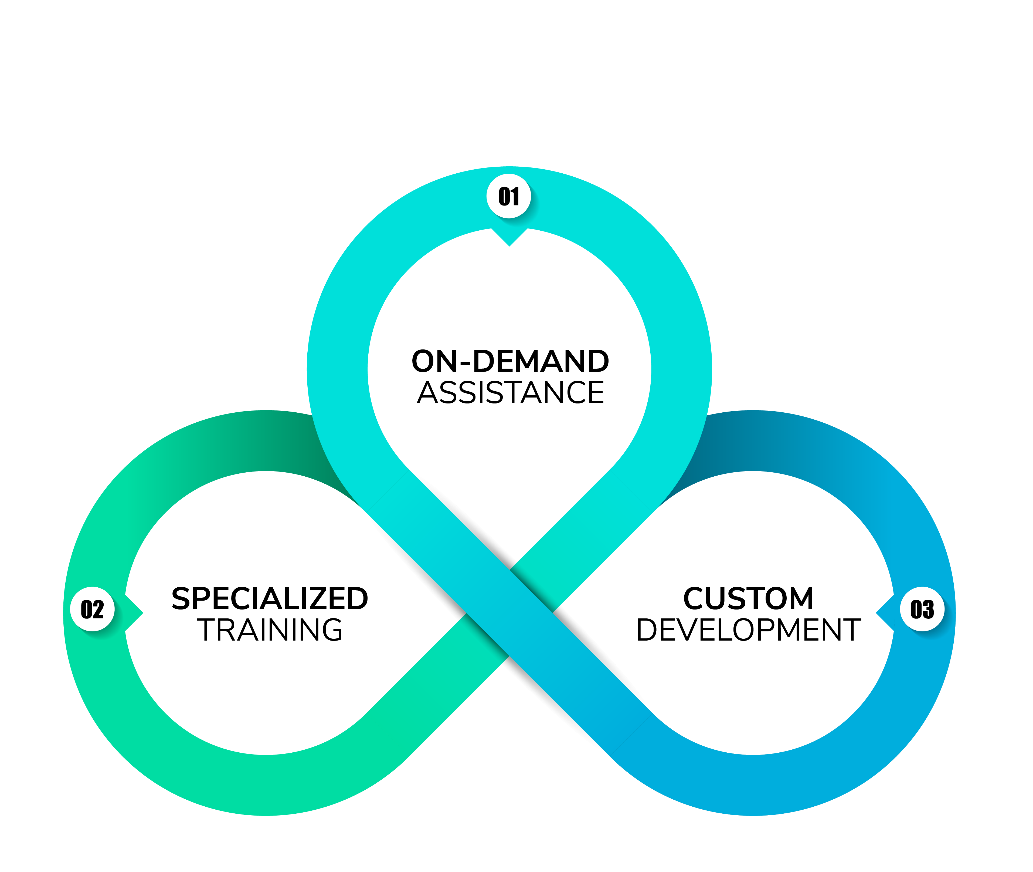 01
ON-DEMAND
ASSISTANCE
02
SPECIALIZED
TRAINING
CUSTOM
DEVELOPMENT
03